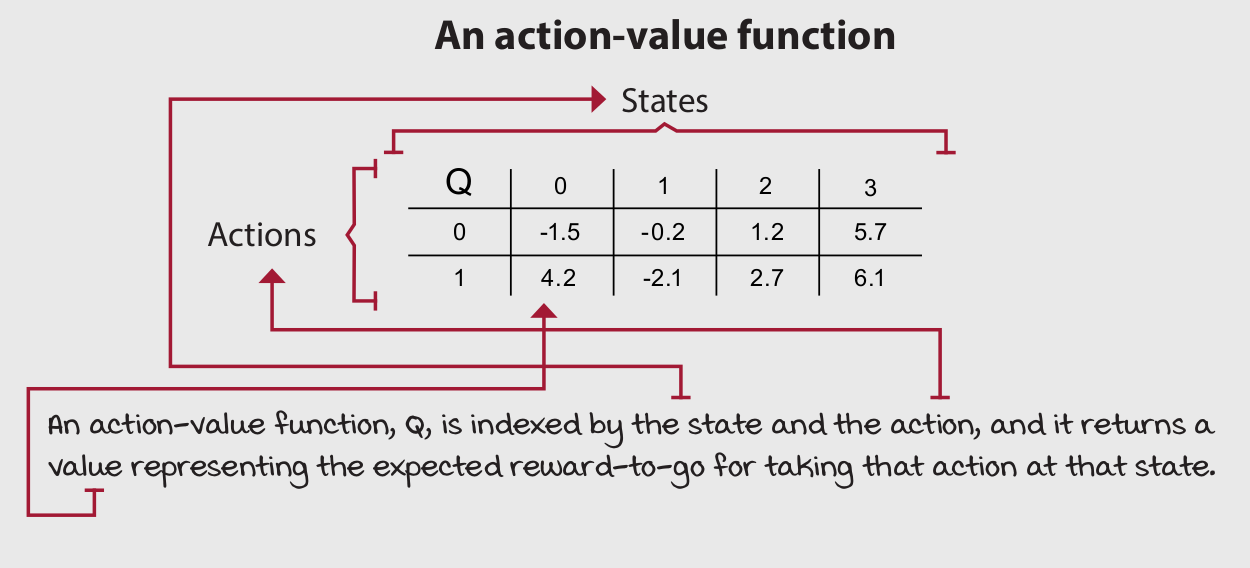 An action-value function
States
Q 0 1 2 3
Actions
0 -1.5 -0.2 1.2 5.7
1 4.2 -2.1 2.7 6.1
An action-value function, Q, is indexed by the state and the action, and it returns a
value representing the expected reward-to-go for taking that action at that state.